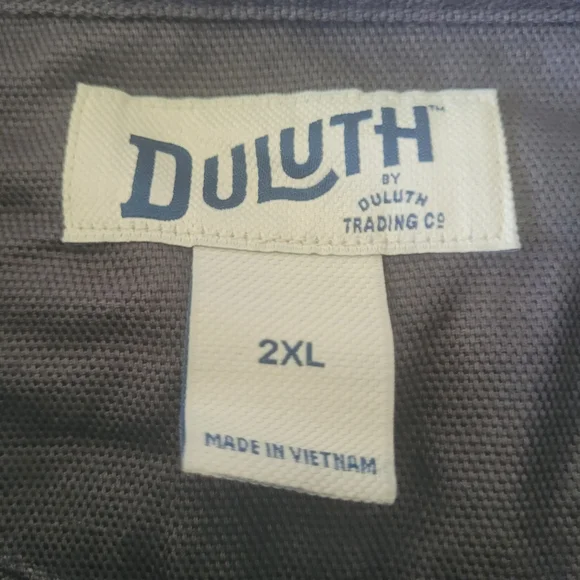 DULUTH™
BY
DULUTH
TRADING Cº
2XL
MADE IN VIETNAM